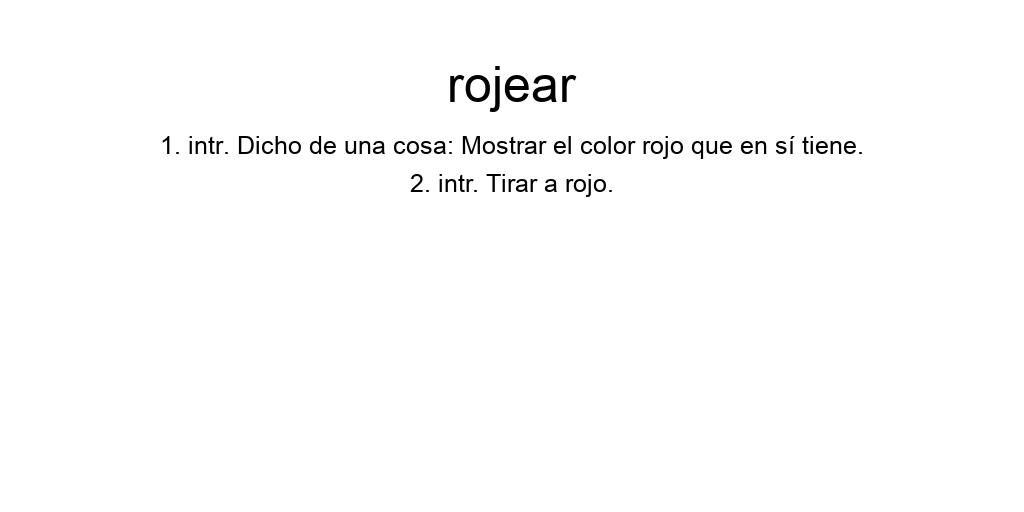 rojear
1. intr. Dicho de una cosa: Mostrar el color rojo que en sí tiene.
2. intr. Tirar a rojo.